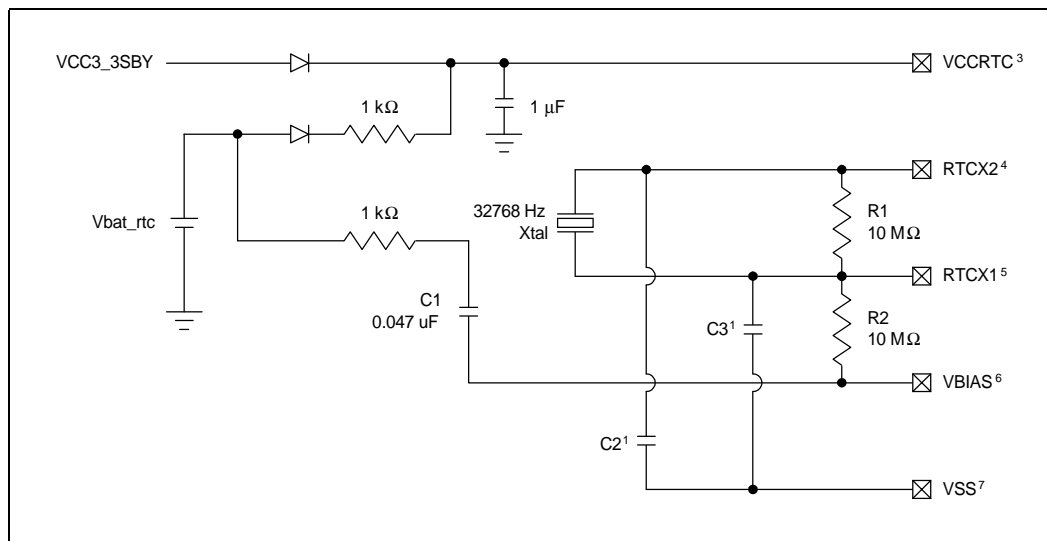 VCC3_3SBY
VCCRTC 3
1 kΩ
1 μF
RTCX2 4
Vbat_rtc
1 kΩ
32768 Hz
Xtal
R1
10 MΩ
RTCX1 5
C1
0.047 uF
C3 1
R2
10 MΩ
VBIAS 6
C2 1
VSS 7